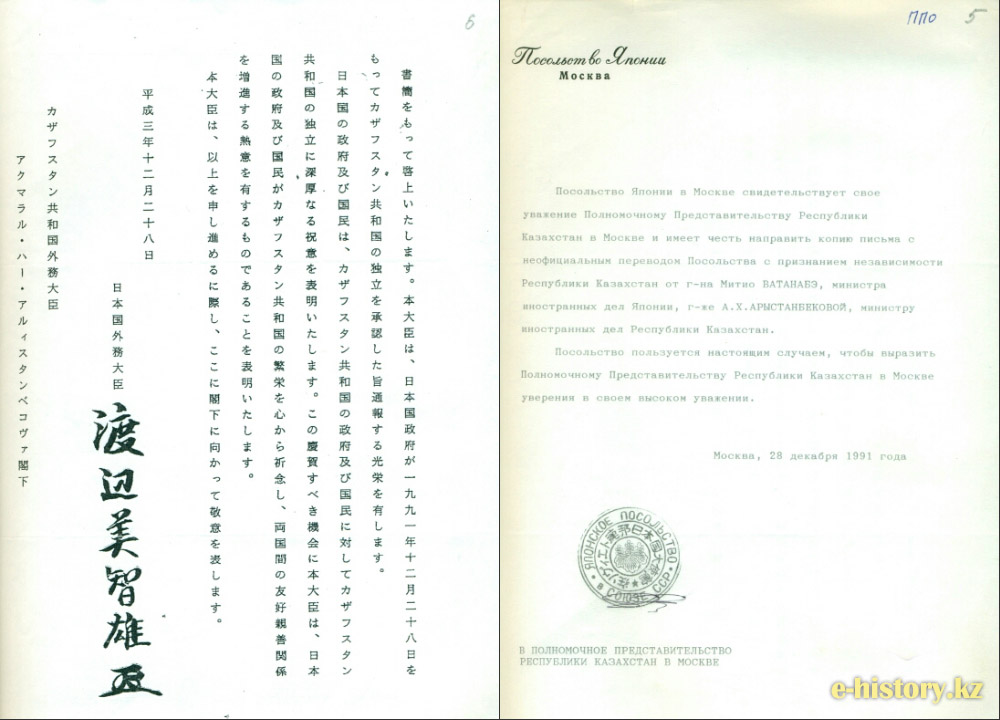 6
書簡をもって啓上いたします。本大臣は、日本国政府が一九九一年十二月二十八日を
もってカザフスタン共和国の独立を承認した旨通報する光栄を有します。
日本国の政府及び国民は、カザフスタン共和国の政府及び国民に対してカザフスタン
共和国の独立に深厚なる祝意を表明いたします。この慶賀すべき機会に本大臣は、日本
国の政府及び国民がカザフスタン共和国の繁栄を心から祈念し、両国間の友好親善関係
を増進する熱意を有するものであることを表明いたします。
本大臣は、以上を申し進めるに際し、ここに閣下に向かって敬意を表します。
平成三年十二月二十八日
日本国外務大臣
渡辺美智雄
カザフスタン共和国外務大臣
アクマラル・ハー・アルィスタンベコヴァ閣下
ППО 5
Посольство Японии
Москва
Посольство Японии в Москве свидетельствует свое
уважение Полномочному Представительству Республики
Казахстан в Москве и имеет честь направить копию письма с
неофициальным переводом Посольства с признанием независимости
Республики Казахстан от г-на Митио ВАТАНАБЭ, министра
иностранных дел Японии, г-же А.Х.АРЫСТАНБЕКОВОЙ, министру
иностранных дел Республики Казахстан.
Посольство пользуется настоящим случаем, чтобы выразить
Полномочному Представительству Республики Казахстан в Москве
уверения в своем высоком уважении.
Москва, 28 декабря 1991 года
ЯПОНСКОЕ ПОСОЛЬСТВО
В СОЮЗЕ ССР
В ПОЛНОМОЧНОЕ ПРЕДСТАВИТЕЛЬСТВО
РЕСПУБЛИКИ КАЗАХСТАН В МОСКВЕ
e-history.kz